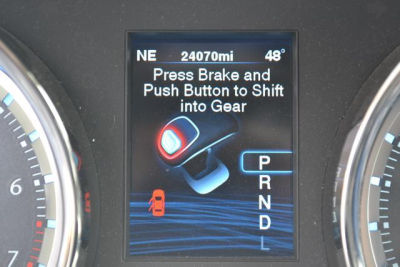 NE 24070mi 48°
Press Brake and
Push Button to Shift
into Gear
P
R
N
D
L
6
7